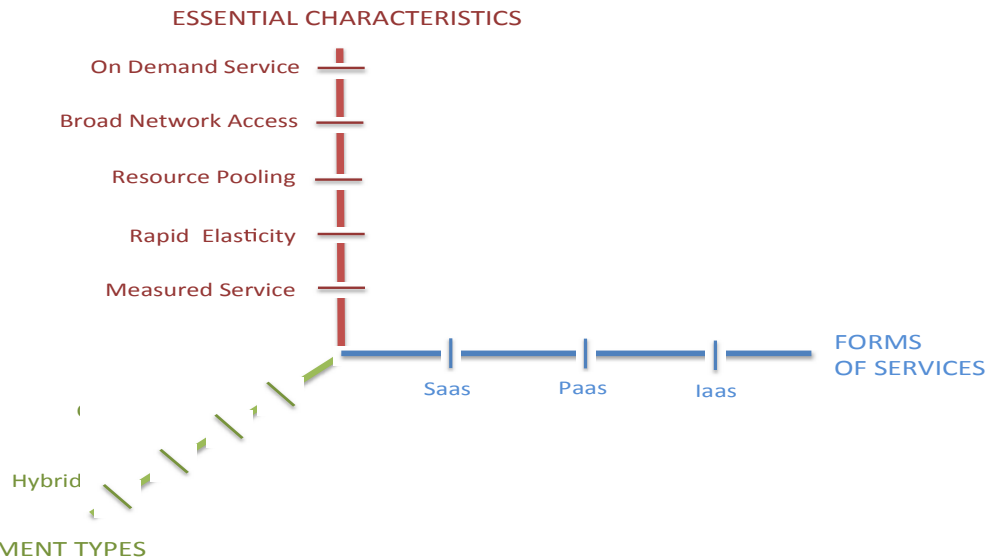 ESSENTIAL CHARACTERISTICS
On Demand Service
Broad Network Access
Resource Pooling
Rapid Elasticity
Measured Service
FORMS
OF SERVICES
Saas
Paas
Iaas
Hybrid
MENT TYPES